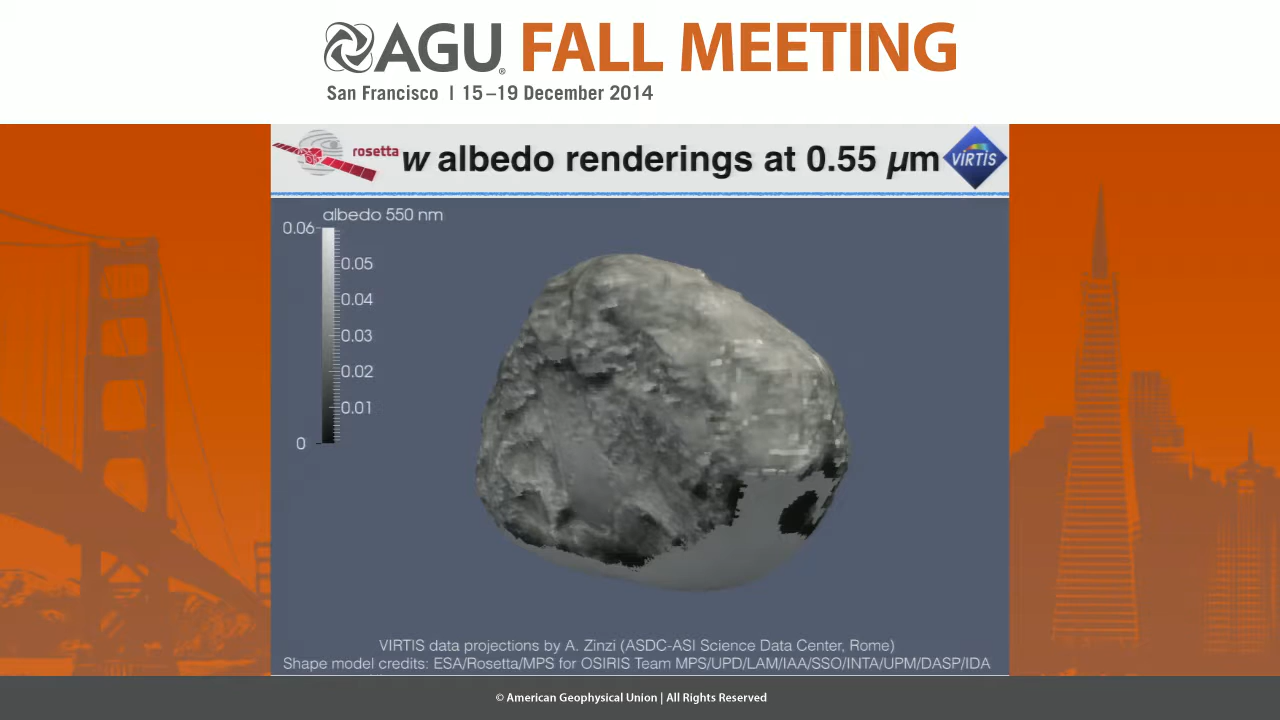 AGU® FALL MEETING
San Francisco | 15–19 December 2014
rosetta
w albedo renderings at 0.55 µm
VIRTIS
albedo 550 nm
0.06
0.05
0.04
0.03
0.02
0.01
0
VIRTIS data projections by A. Zinzi (ASDC-ASI Science Data Center, Rome)
Shape model credits: ESA/Rosetta/MPS for OSIRIS Team MPS/UPD/LAM/IAA/SSO/INTA/UPM/DASP/IDA
© American Geophysical Union | All Rights Reserved